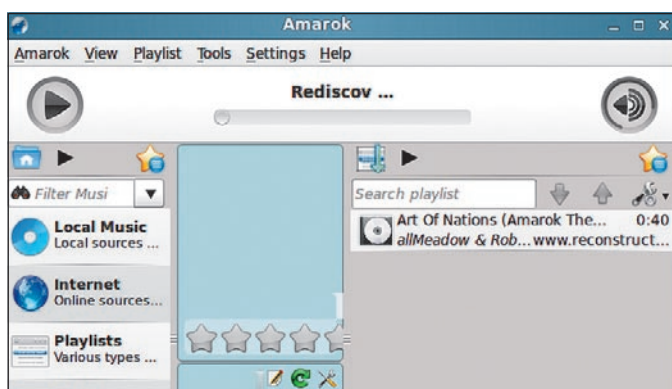 Amarok
Amarok View Playlist Tools Settings Help
Rediscov ...
Filter Musi
Local Music
Local sources ...
Internet
Online sources...
Playlists
Various types ...
Search playlist
Art Of Nations (Amarok The... 0:40
allMeadow & Rob...www.reconstruct...